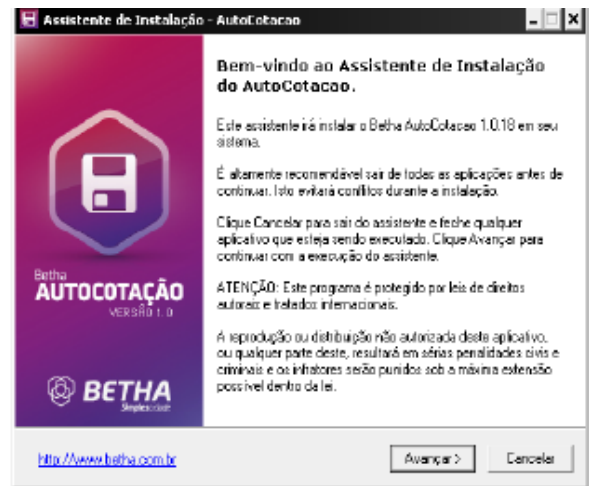 Assistente de Instalação - AutoCotacao
Bem-vindo ao Assistente de Instalação
do AutoCotacao.
Este assistente irá instalar o Betha AutoCotacao 1.0.18 em seu
sistema.
É altamente recomendável sair de todas as aplicações antes de
continuar. Isto evitará conflitos durante a instalação.
Clique Cancelar para sair do assistente e feche qualquer
aplicativo que esteja sendo executado. Clique Avançar para
continuar com a execução do assistente.
ATENÇÃO: Este programa é protegido por leis de direitos
autorais e tratados internacionais.
A reprodução ou distribuição não autorizada deste aplicativo,
ou qualquer parte deste, resultará em sérias penalidades civis e
criminais e os infratores serão punidos sob a máxima extensão
possível dentro da lei.
Betha
AUTOCOTAÇÃO
VERSÃO 1.0
BETHA
http://www.betha.com.br
Avançar >
Cancelar